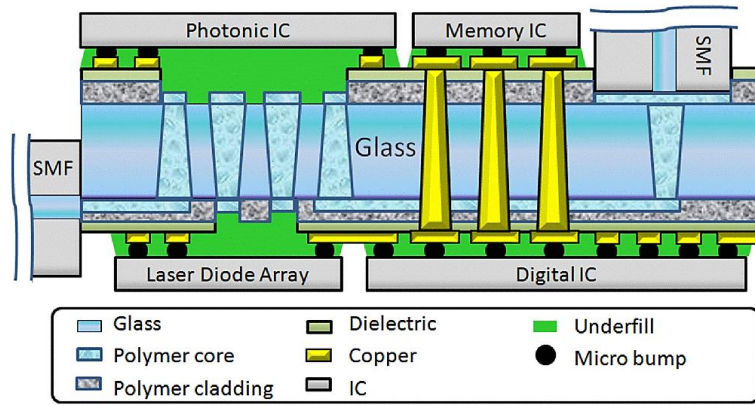 Photonic IC
Memory IC
SMF
SMF
Glass
Laser Diode Array
Digital IC
Glass
Dielectric
Underfill
Polymer core
Copper
Micro bump
Polymer cladding
IC